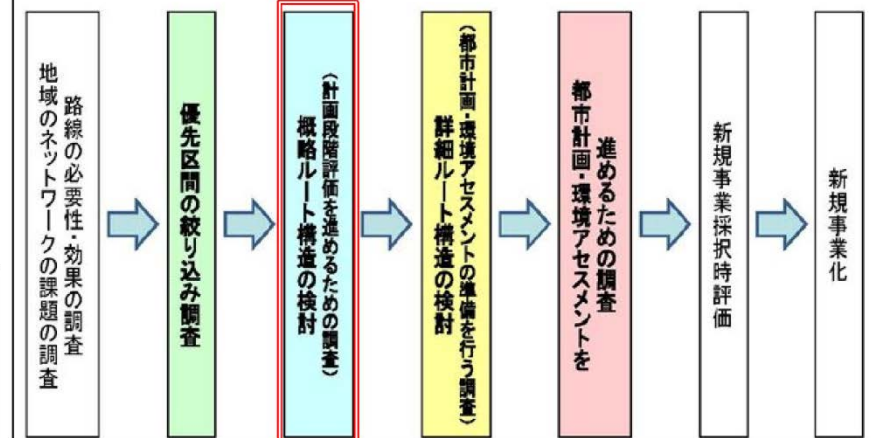 地域のネットワークの課題の調査
路線の必要性・効果の調査
優先区間の絞り込み調査
概略ルート構造の検討
（計画段階評価を進めるための調査）
詳細ルート構造の検討
（都市計画・環境アセスメントの準備を行う調査）
都市計画・環境アセスメントを
進めるための調査
新規事業採択時評価
新規事業化